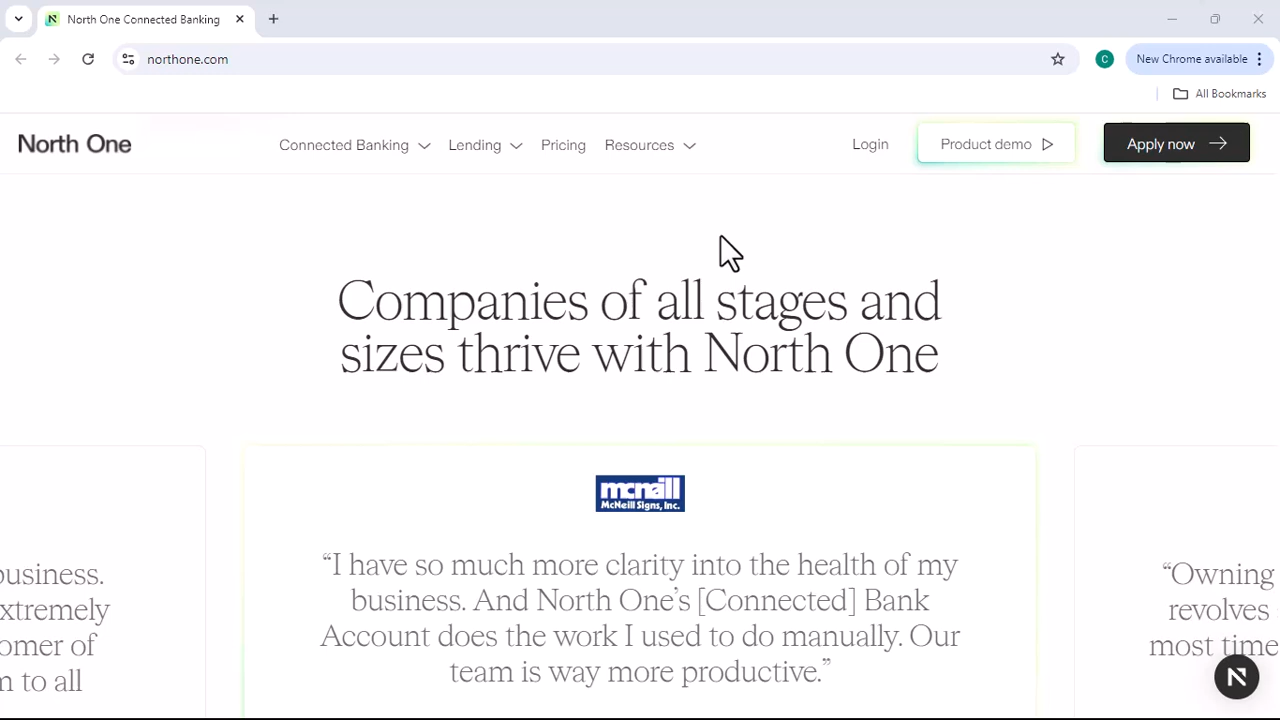 North One Connected Banking
northone.com
C
New Chrome available
All Bookmarks
North One
Connected Banking
Lending
Pricing
Resources
Login
Product demo
Apply now
Companies of all stages and
sizes thrive with North One
mcneill
McNeill Signs, Inc.
“I have so much more clarity into the health of my
business. And North One’s [Connected] Bank
Account does the work I used to do manually. Our
team is way more productive.”
business.
extremely
omer of
n to all
“Owning
revolves
most time
N